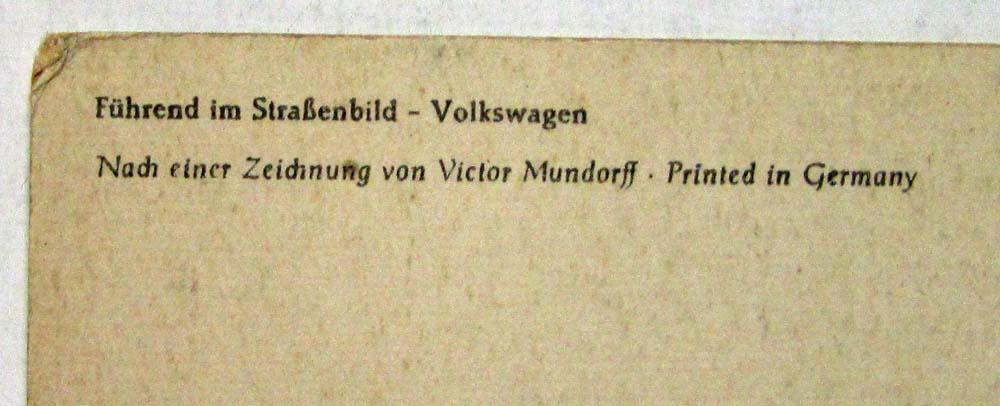 Führend im Straßenbild – Volkswagen
Nach einer Zeichnung von Victor Mundorff · Printed in Germany